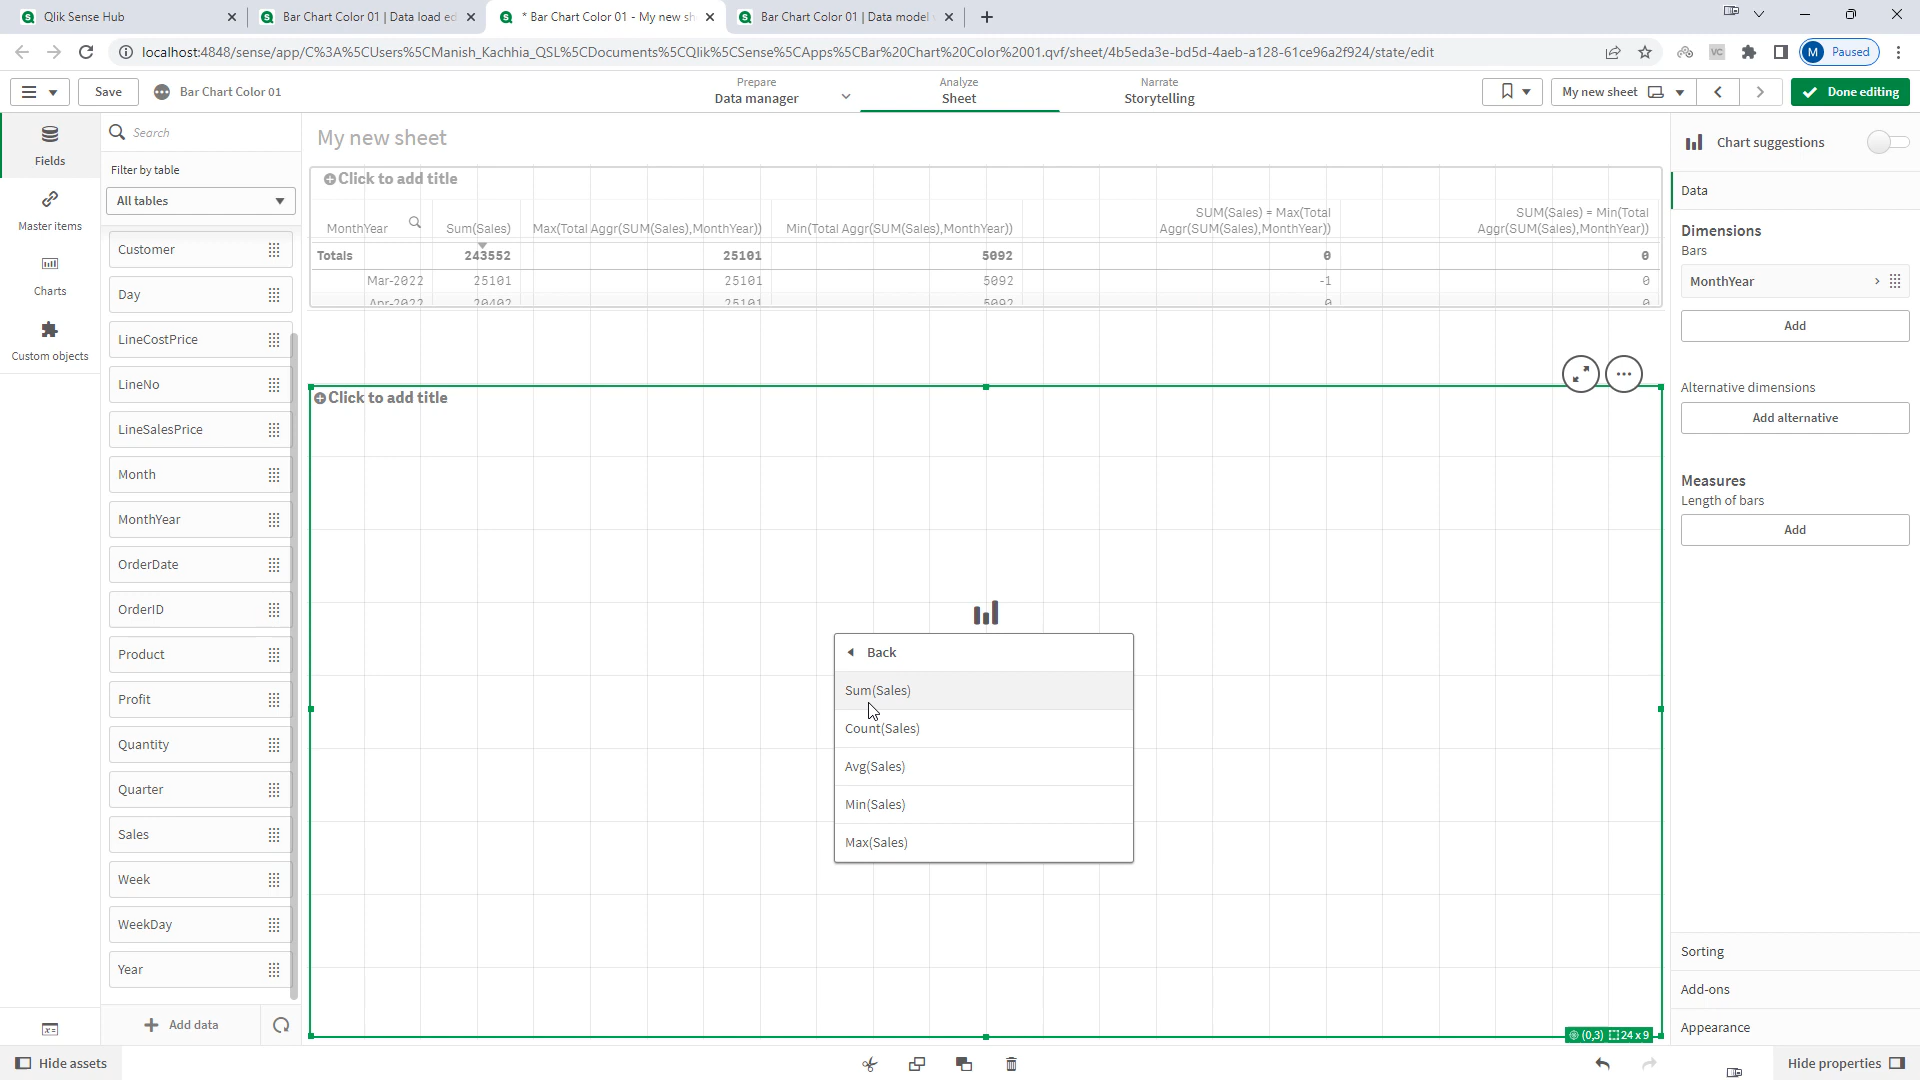 Qlik Sense Hub
Bar Chart Color 01 | Data load ed
* Bar Chart Color 01 - My new sh
Bar Chart Color 01 | Data model
localhost:4848/sense/app/C%3A%5CUsers%5CManish_Kachhia_QSL%5CDocuments%5CQlik%5CSense%5CApps%5CBar%20Chart%20Color%2001.qvf/sheet/4b5eda3e-bd5d-4aeb-a128-61ce96a2f924/state/edit
VC
M Paused
Save
Bar Chart Color 01
Prepare
Data manager
Analyze
Sheet
Narrate
Storytelling
My new sheet
Done editing
Fields
Master items
Charts
Custom objects
Search
Filter by table
All tables
Customer
Day
LineCostPrice
LineNo
LineSalesPrice
Month
MonthYear
OrderDate
OrderID
Product
Profit
Quantity
Quarter
Sales
Week
WeekDay
Year
Add data
My new sheet
Click to add title
MonthYear
Sum(Sales)
Max(Total Aggr(SUM(Sales),MonthYear))
Min(Total Aggr(SUM(Sales),MonthYear))
SUM(Sales) = Max(Total
Aggr(SUM(Sales),MonthYear))
SUM(Sales) = Min(Total
Aggr(SUM(Sales),MonthYear))
Totals 243552 25101 5092 0 0
Mar-2022 25101 25101 5092 -1 0
Apr-2022 20402 25101 5092 0 0
Click to add title
Back
Sum(Sales)
Count(Sales)
Avg(Sales)
Min(Sales)
Max(Sales)
(0,3) 24 x 9
Chart suggestions
Data
Dimensions
Bars
MonthYear
Add
Alternative dimensions
Add alternative
Measures
Length of bars
Add
Sorting
Add-ons
Appearance
Hide assets
Hide properties